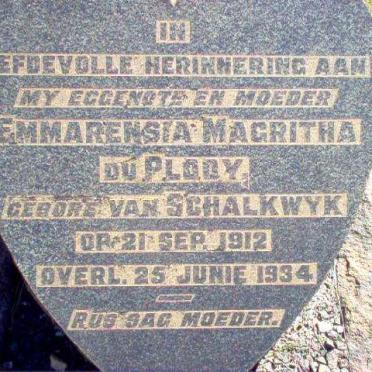 IN
EFDEVOLLE HERINNERING AAN
MY EGGENOTE EN MOEDER
EMMARENSIA MAGRITHA
DU PLOOY.
GEBORE VAN SCHALKWYK
OP 21 SEP. 1912
OVERL. 25 JUNIE 1934.
RUS SAG MOEDER.